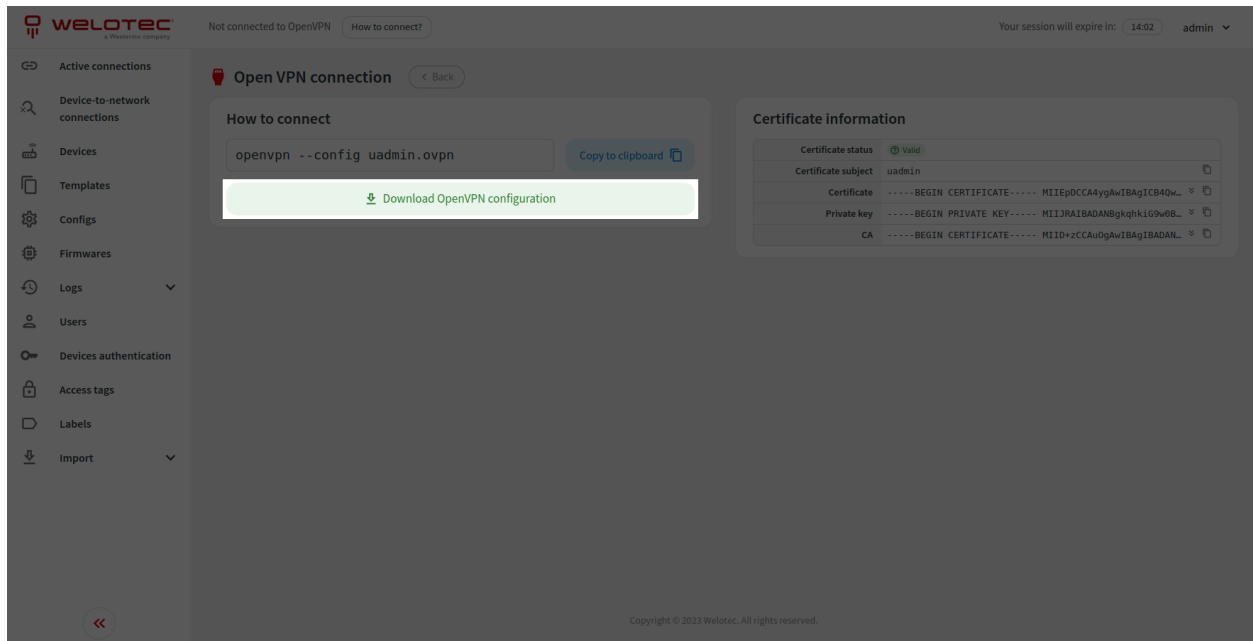 WELOTEC
a Westermo company
Not connected to OpenVPN
How to connect?
Your session will expire in: 14:02
admin
Active connections
Device-to-network
connections
Devices
Templates
Configs
Firmwares
Logs
Users
Devices authentication
Access tags
Labels
Import
Open VPN connection
< Back
How to connect
openvpn --config uadmin.ovpn
Copy to clipboard
Download OpenVPN configuration
Certificate information
Certificate status Valid
Certificate subject uadmin
Certificate -----BEGIN CERTIFICATE----- MIIEpDCCA4ygAwIBAgICB4Qw…
Private key -----BEGIN PRIVATE KEY----- MIIJRAIBADANBgkqhkiG9w0B…
CA -----BEGIN CERTIFICATE----- MIID+zCCAuOgAwIBAgIBADAN…
Copyright © 2023 Welotec. All rights reserved.